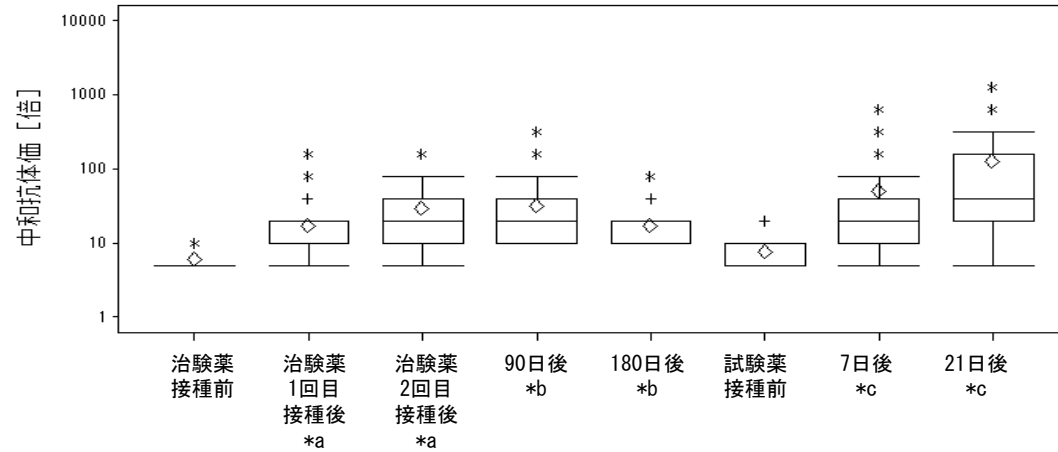 中和抗体価［倍］
10000
1000
100
10
1
治験薬
接種前
治験薬
1回目
接種後
*a
治験薬
2回目
接種後
*a
90日後
*b
180日後
*b
試験薬
接種前
7日後
*c
21日後
*c